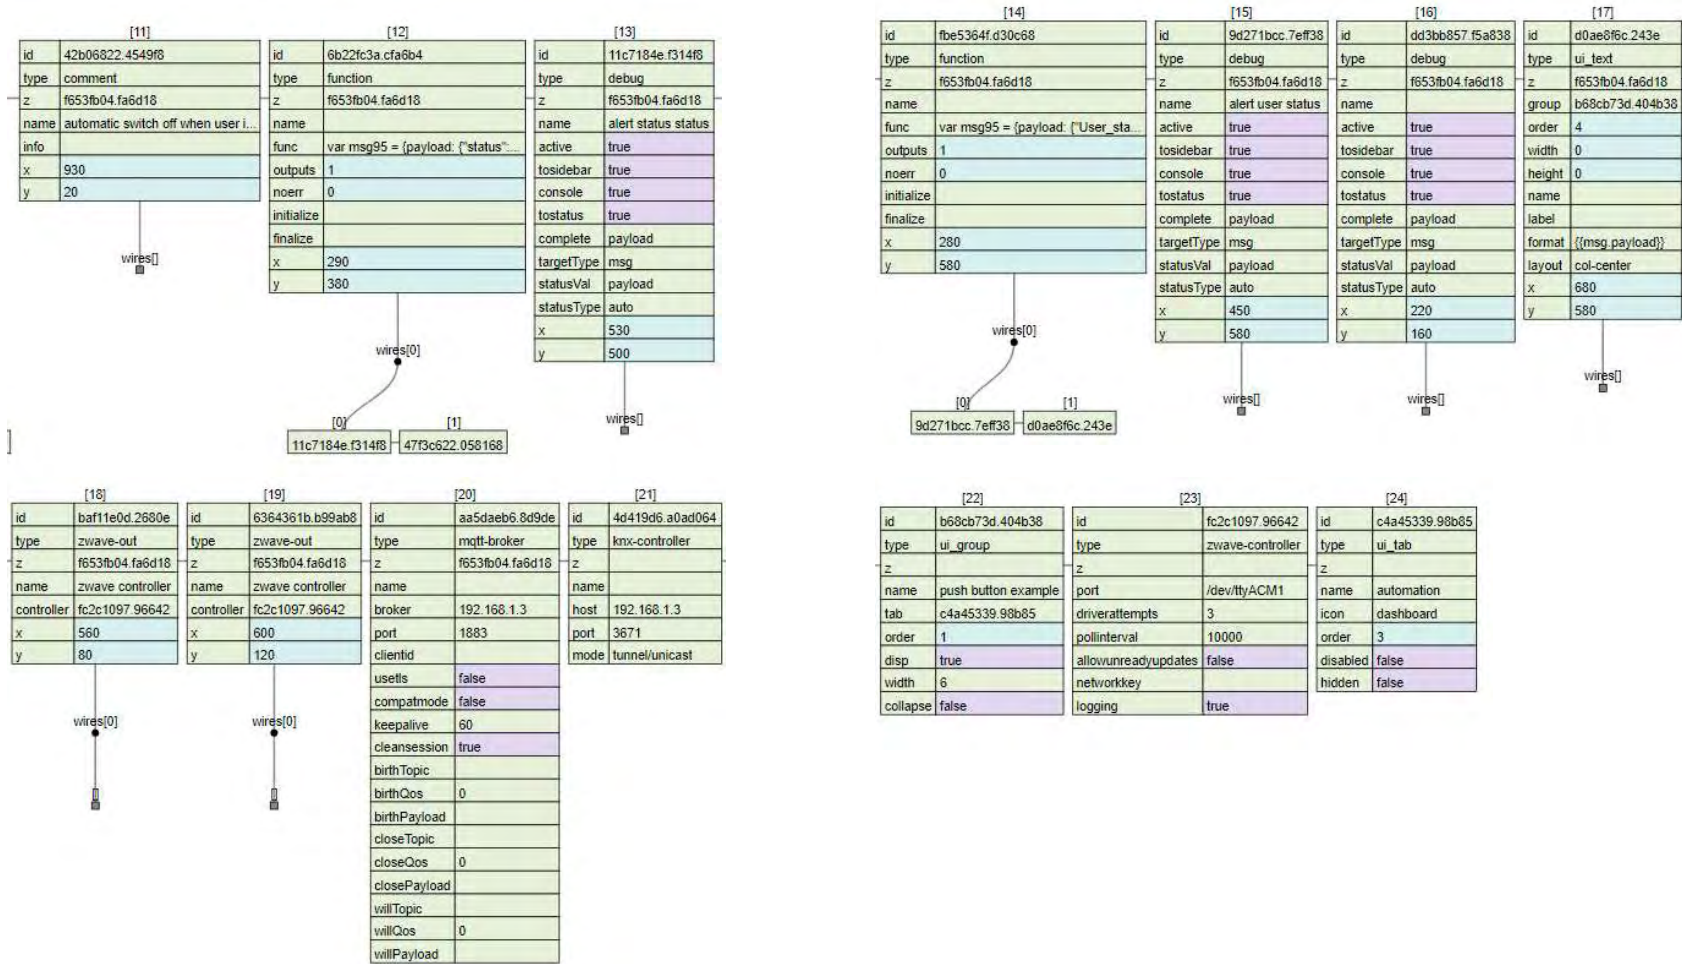 [11]
id 42b06822.4549f8
type comment
z f653fb04.fa6d18
name automatic switch off when user i...
info
x 930
y 20
wires[]
[12]
id 6b22fc3a.cfa6b4
type function
z f653fb04.fa6d18
name
func var msg95 = {payload: {"status":...
outputs 1
noerr 0
initialize
finalize
x 290
y 380
wires[0]
[0] [1]
11c7184e.f314f8 47f3c622.058168
[13]
id 11c7184e.f314f8
type debug
z f653fb04.fa6d18
name alert status status
active true
tosidebar true
console true
tostatus true
complete payload
targetType msg
statusVal payload
statusType auto
x 530
y 500
wires[]
[14]
id fbe5364f.d30c68
type function
z f653fb04.fa6d18
name
func var msg95 = {payload: {"User_sta...
outputs 1
noerr 0
initialize
finalize
x 280
y 580
wires[0]
[0] [1]
9d271bcc.7eff38 d0ae8f6c.243e
[15]
id 9d271bcc.7eff38
type debug
z f653fb04.fa6d18
name alert user status
active true
tosidebar true
console true
tostatus true
complete payload
targetType msg
statusVal payload
statusType auto
x 450
y 580
wires[]
[16]
id dd3bb857.f5a838
type debug
z f653fb04.fa6d18
name
active true
tosidebar true
console true
tostatus true
complete payload
targetType msg
statusVal payload
statusType auto
x 220
y 160
wires[]
[17]
id d0ae8f6c.243e
type ui_text
z f653fb04.fa6d18
group b68cb73d.404b38
order 4
width 0
height 0
name
label
format {{msg.payload}}
layout col-center
x 680
y 580
wires[]
[18]
id baf11e0d.2680e
type zwave-out
z f653fb04.fa6d18
name zwave controller
controller fc2c1097.96642
x 560
y 80
wires[0]
[]
[19]
id 6364361b.b99ab8
type zwave-out
z f653fb04.fa6d18
name zwave controller
controller fc2c1097.96642
x 600
y 120
wires[0]
[]
[20]
id aa5daeb6.8d9de
type mqtt-broker
z f653fb04.fa6d18
name
broker 192.168.1.3
port 1883
clientid
usetls false
compatmode false
keepalive 60
cleansession true
birthTopic
birthQos 0
birthPayload
closeTopic
closeQos 0
closePayload
willTopic
willQos 0
willPayload
[21]
id 4d419d6.a0ad064
type knx-controller
z
name
host 192.168.1.3
port 3671
mode tunnel/unicast
[22]
id b68cb73d.404b38
type ui_group
z
name push button example
tab c4a45339.98b85
order 1
disp true
width 6
collapse false
[23]
id fc2c1097.96642
type zwave-controller
z
port /dev/ttyACM1
driverattempts 3
pollinterval 10000
allowunreadyupdates false
networkkey
logging true
[24]
id c4a45339.98b85
type ui_tab
z
name automation
icon dashboard
order 3
disabled false
hidden false